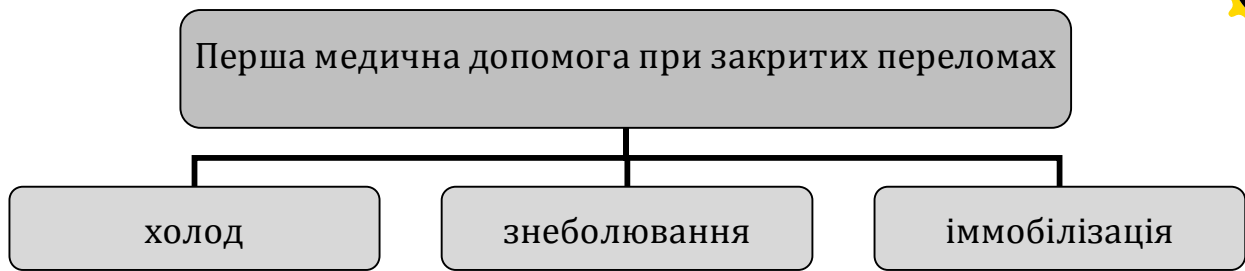 Перша медична допомога при закритих переломах
холод
знеболювання
іммобілізація